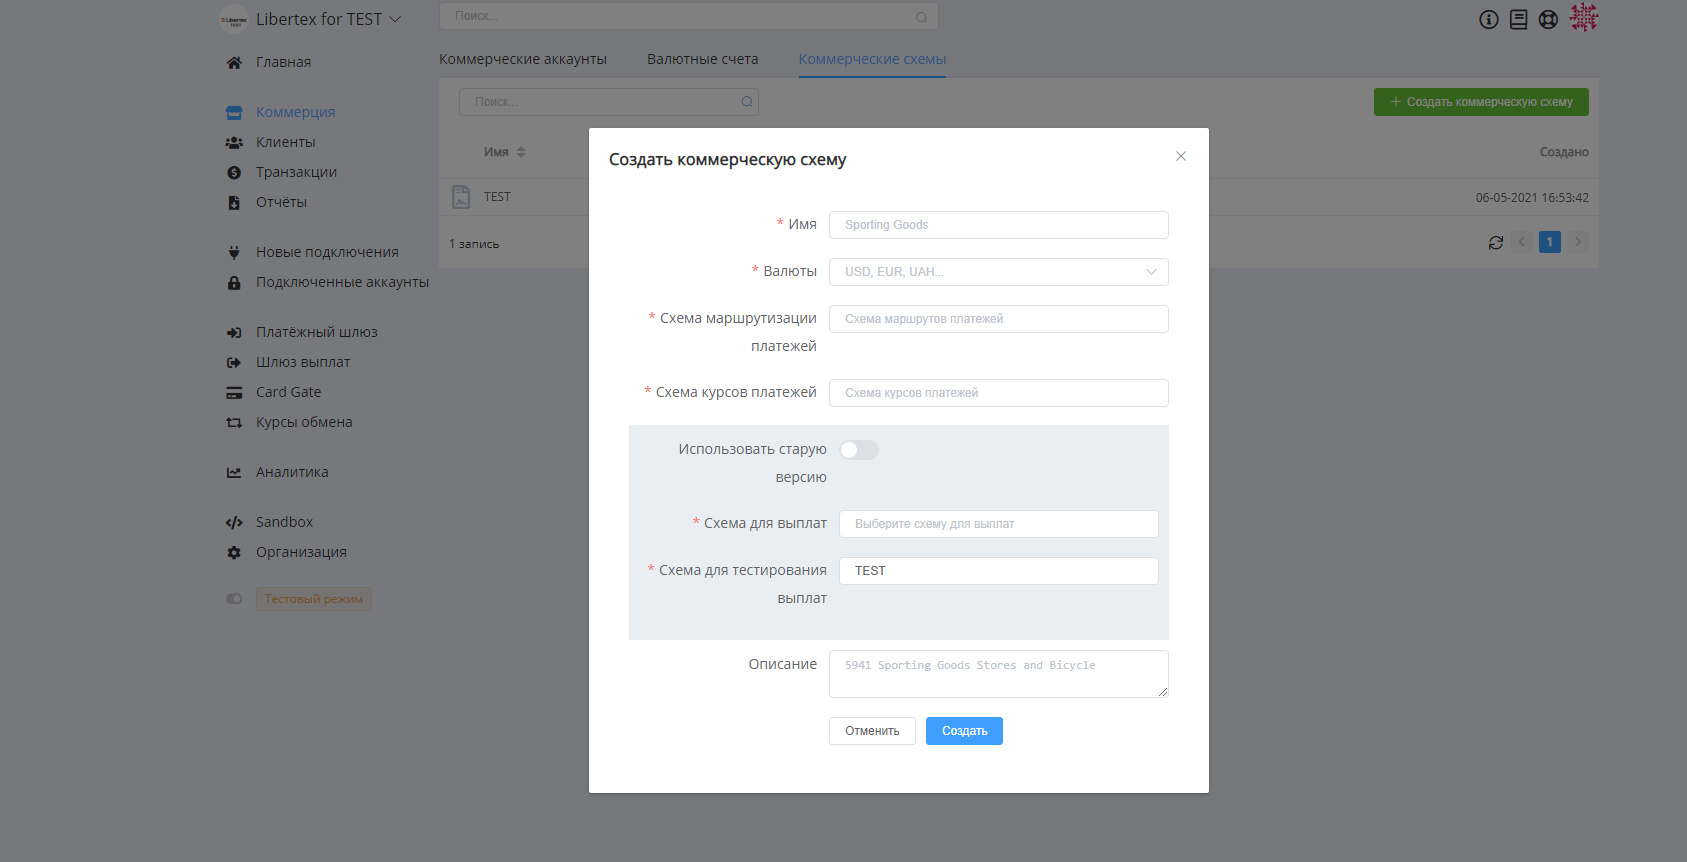 Libertex TEST
Libertex for TEST
Поиск...
Главная
Коммерция
Клиенты
Транзакции
Отчёты
Новые подключения
Подключенные аккаунты
Платёжный шлюз
Шлюз выплат
Card Gate
Курсы обмена
Аналитика
Sandbox
Организация
Тестовый режим
Коммерческие аккаунты
Валютные счета
Коммерческие схемы
Поиск...
Создать коммерческую схему
Имя
Создано
TEST
06-05-2021 16:53:42
1 запись
1
Создать коммерческую схему
* Имя
Sporting Goods
* Валюты
USD, EUR, UAH...
* Схема маршрутизации
платежей
Схема маршрутов платежей
* Схема курсов платежей
Схема курсов платежей
Использовать старую
версию
* Схема для выплат
Выберите схему для выплат
* Схема для тестирования
выплат
TEST
Описание
5941 Sporting Goods Stores and Bicycle
Отменить
Создать